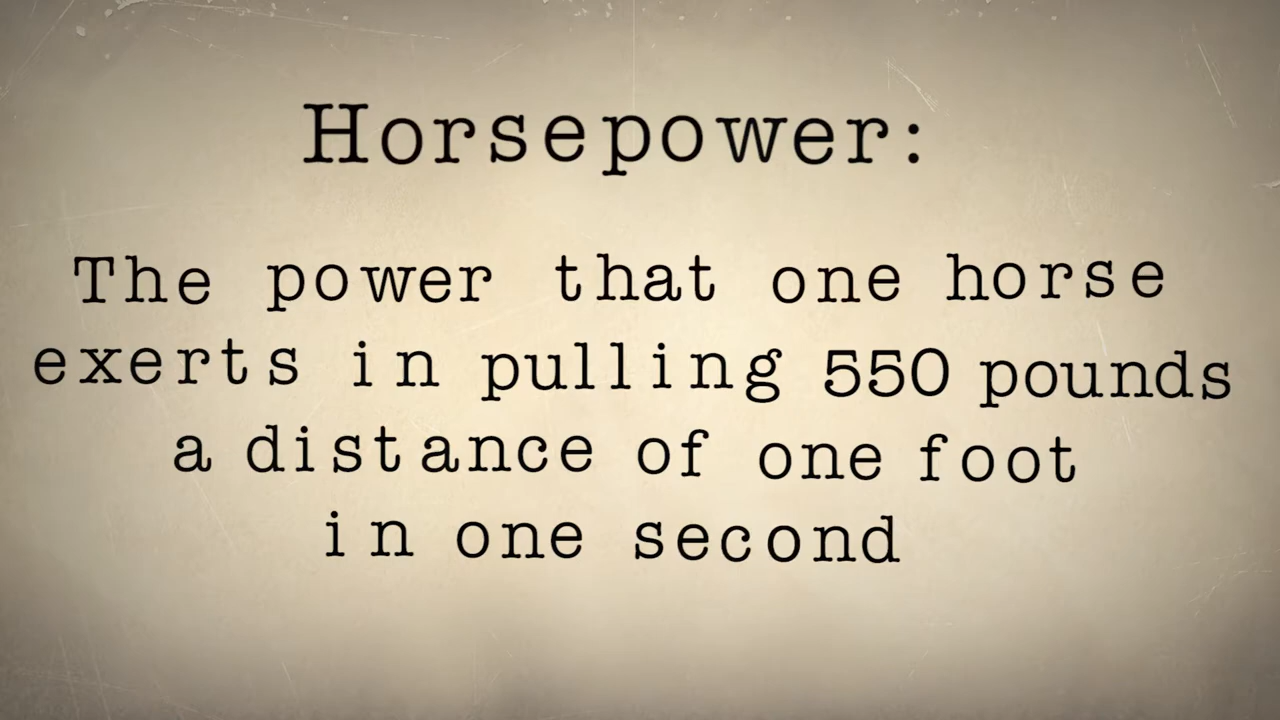 Horsepower:
The power that one horse
exerts in pulling 550 pounds
a distance of one foot
in one second